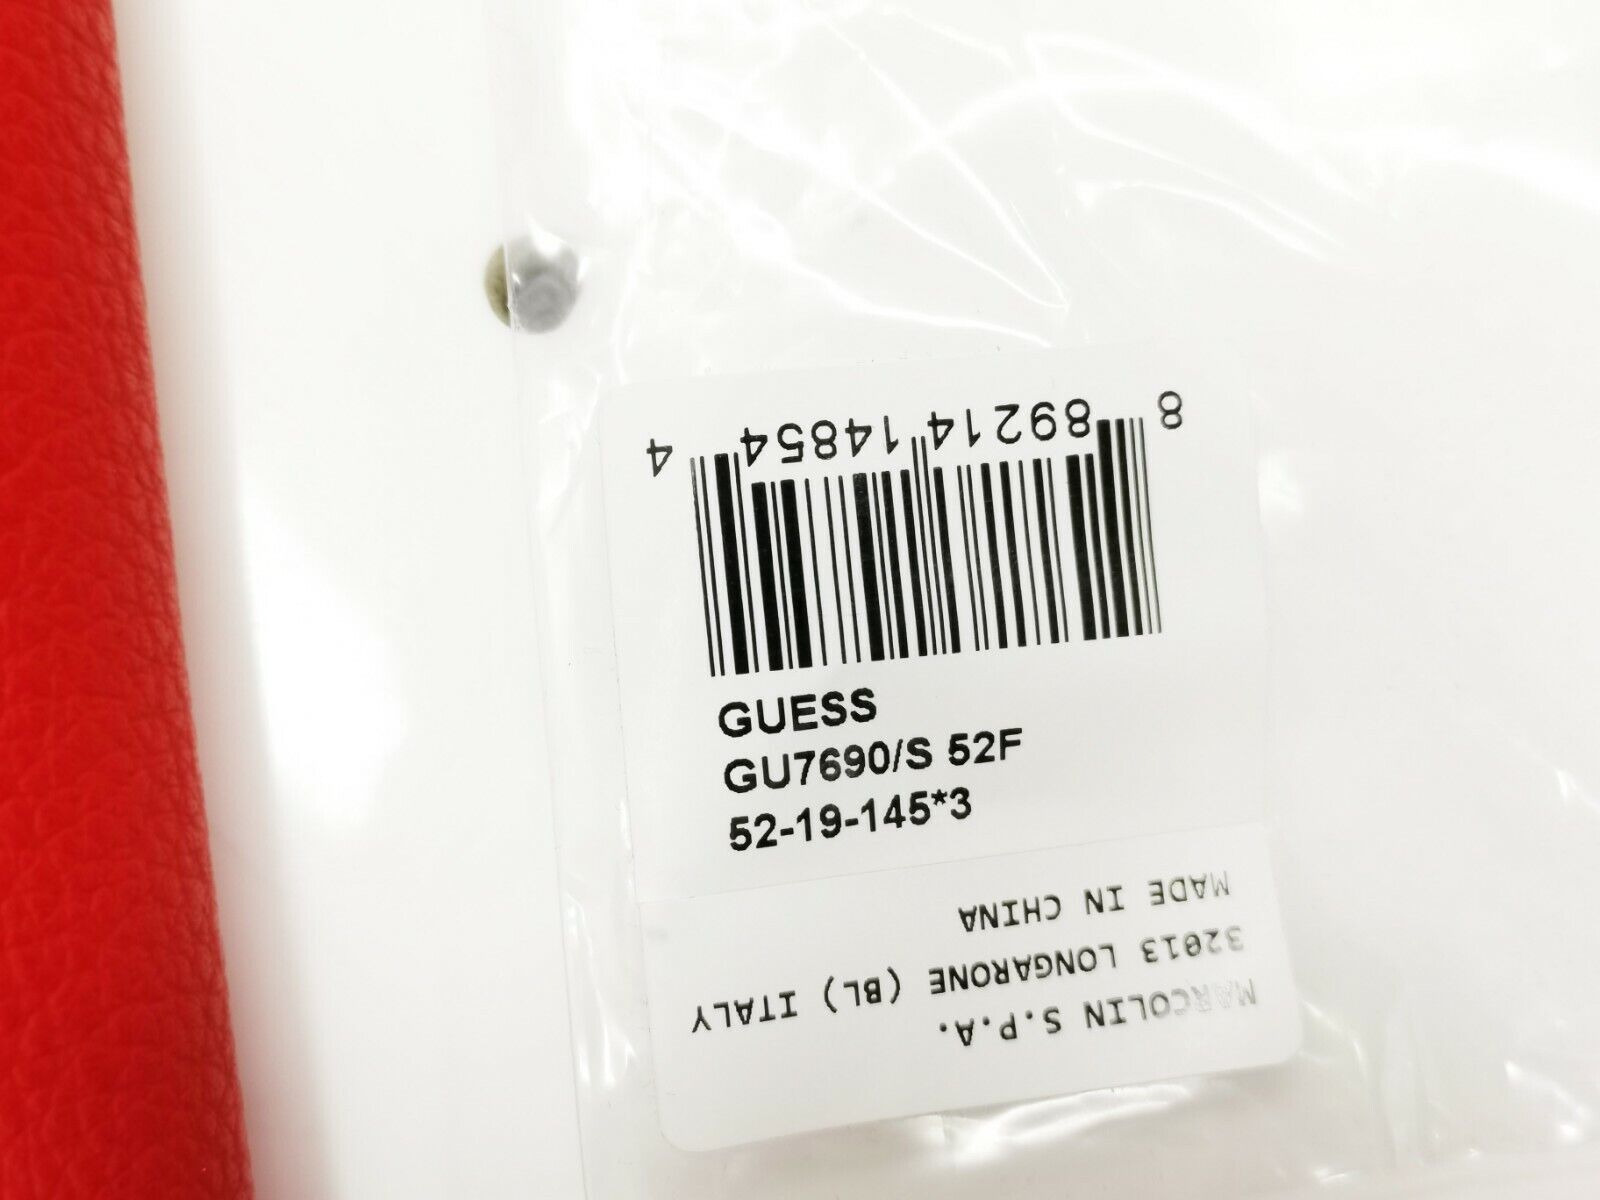 8 89214 14854 4
GUESS
GU7690/S 52F
52-19-145*3
MARCOLIN S.P.A.
32013 LONGARONE (BL) ITALY
MADE IN CHINA